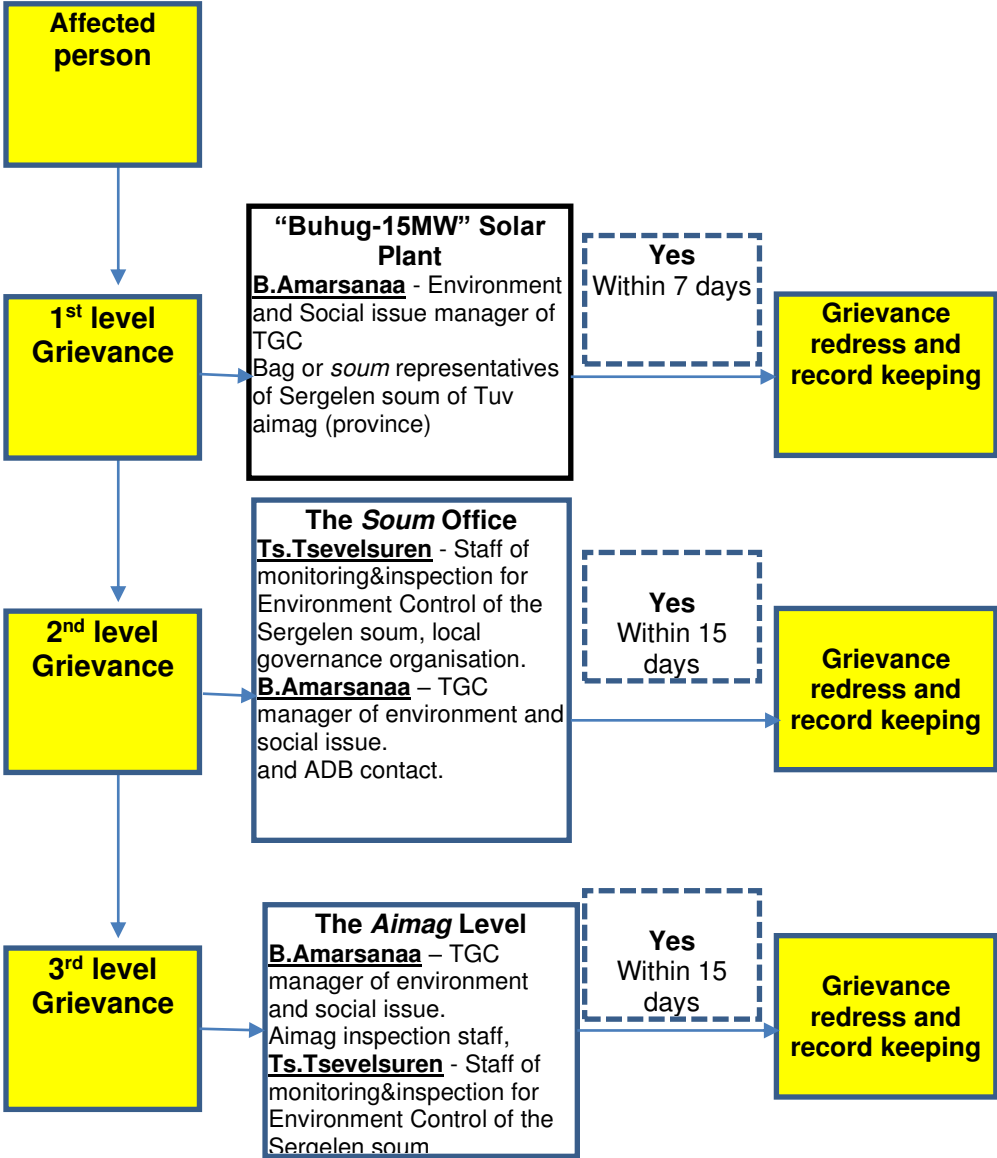 Affected
person
1st level
Grievance
“Buhug-15MW” Solar
Plant
B.Amarsanaa - Environment
and Social issue manager of
TGC
Bag or soum representatives
of Sergelen soum of Tuv
aimag (province)
Yes
Within 7 days
Grievance
redress and
record keeping
2nd level
Grievance
The Soum Office
Ts.Tsevelsuren - Staff of
monitoring&inspection for
Environment Control of the
Sergelen soum, local
governance organisation.
B.Amarsanaa – TGC
manager of environment and
social issue.
and ADB contact.
Yes
Within 15
days
Grievance
redress and
record keeping
3rd level
Grievance
The Aimag Level
B.Amarsanaa – TGC
manager of environment
and social issue.
Aimag inspection staff,
Ts.Tsevelsuren - Staff of
monitoring&inspection for
Environment Control of the
Sergelen soum
Yes
Within 15
days
Grievance
redress and
record keeping